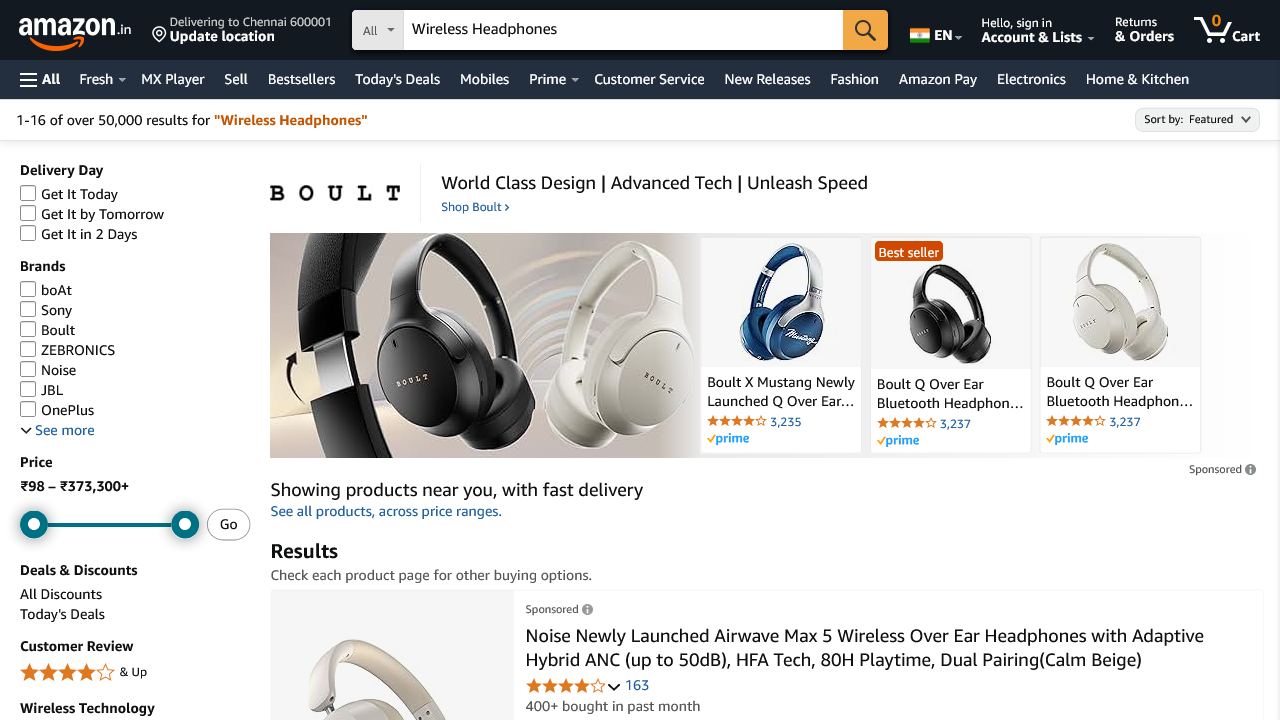 amazon.in
Delivering to Chennai 600001
Update location
All
Wireless Headphones
EN
Hello, sign in
Account & Lists
Returns
& Orders
0
Cart
All
Fresh
MX Player
Sell
Bestsellers
Today's Deals
Mobiles
Prime
Customer Service
New Releases
Fashion
Amazon Pay
Electronics
Home & Kitchen
1-16 of over 50,000 results for "Wireless Headphones"
Sort by: Featured
Delivery Day
Get It Today
Get It by Tomorrow
Get It in 2 Days
Brands
boAt
Sony
Boult
ZEBRONICS
Noise
JBL
OnePlus
See more
Price
₹98 – ₹373,300+
Go
Deals & Discounts
All Discounts
Today's Deals
Customer Review
& Up
Wireless Technology
BOULT
World Class Design | Advanced Tech | Unleash Speed
Shop Boult ›
BOULT
BOULT
Mustang
Boult X Mustang Newly
Launched Q Over Ear…
3,235
prime
Best seller
BOULT
Boult Q Over Ear
Bluetooth Headphon…
3,237
prime
BOULT
Boult Q Over Ear
Bluetooth Headphon…
3,237
prime
Sponsored
Showing products near you, with fast delivery
See all products, across price ranges.
Results
Check each product page for other buying options.
Sponsored
Noise Newly Launched Airwave Max 5 Wireless Over Ear Headphones with Adaptive
Hybrid ANC (up to 50dB), HFA Tech, 80H Playtime, Dual Pairing(Calm Beige)
163
400+ bought in past month